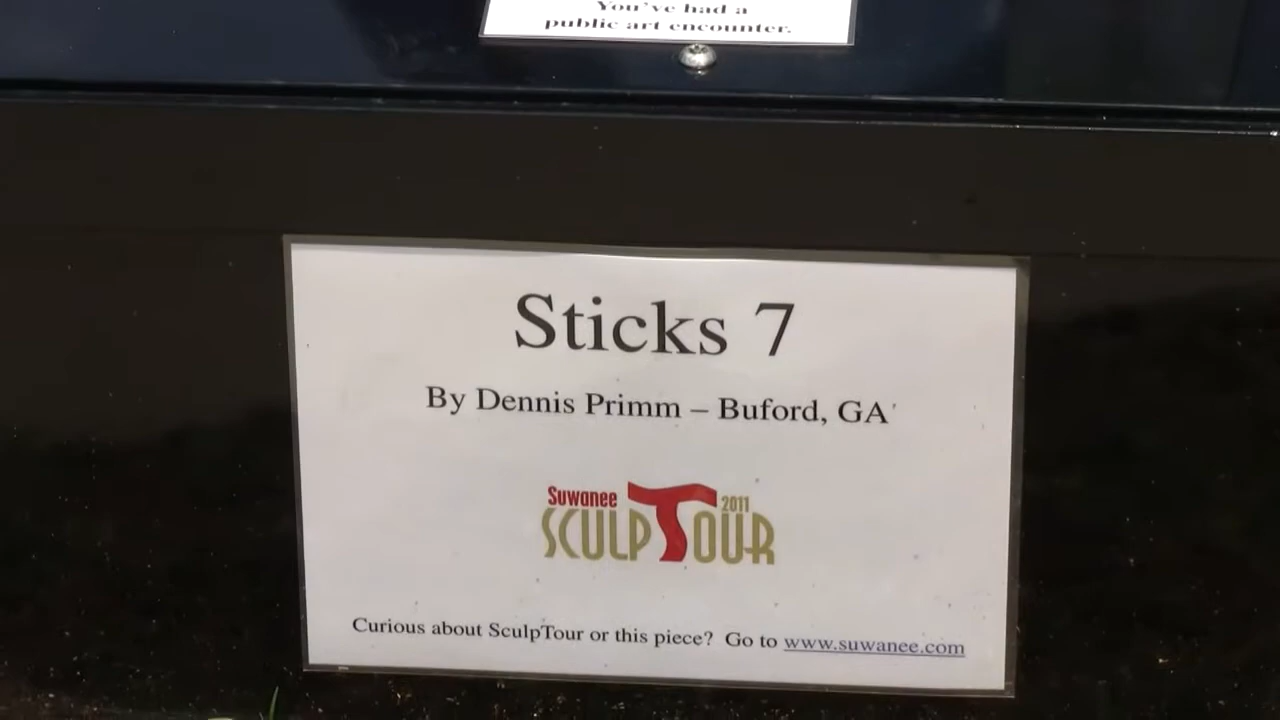 You've had a
public art encounter.
Sticks 7
By Dennis Primm – Buford, GA
Suwanee 2011
SCULPTOUR
Curious about SculpTour or this piece? Go to www.suwanee.com